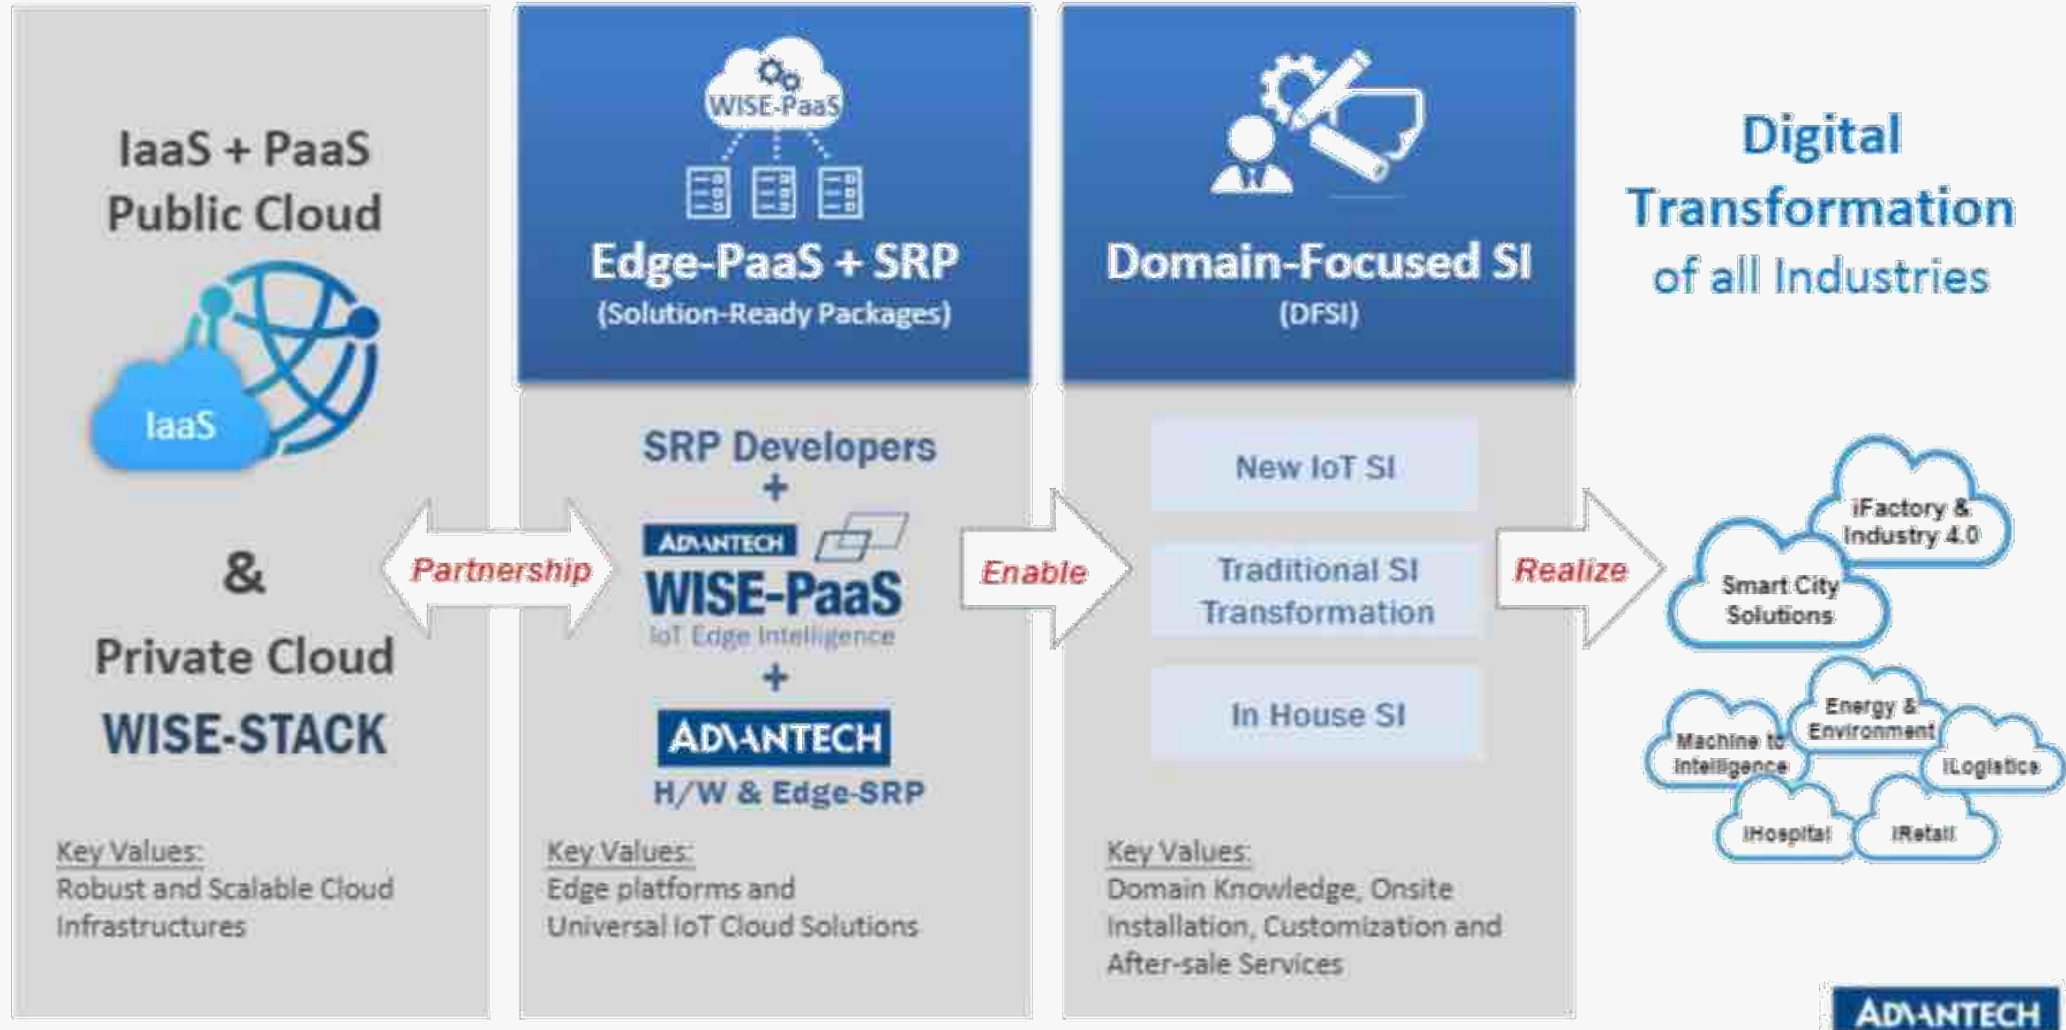 IaaS + PaaS
Public Cloud
IaaS
&
Private Cloud
WISE-STACK
Key Values:
Robust and Scalable Cloud
Infrastructures
Partnership
WISE-PaaS
Edge-PaaS + SRP
(Solution-Ready Packages)
SRP Developers
+
ADVANTECH
WISE-PaaS
IoT Edge Intelligence
+
ADVANTECH
H/W & Edge-SRP
Key Values:
Edge platforms and
Universal IoT Cloud Solutions
Enable
Domain-Focused SI
(DFSI)
New IoT SI
Traditional SI
Transformation
In House SI
Key Values:
Domain Knowledge, Onsite
Installation, Customization and
After-sale Services
Realize
Digital
Transformation
of all Industries
iFactory &
Industry 4.0
Smart City
Solutions
Energy &
Environment
Machine to
Intelligence
iLogistics
iHospital
iRetail
ADVANTECH